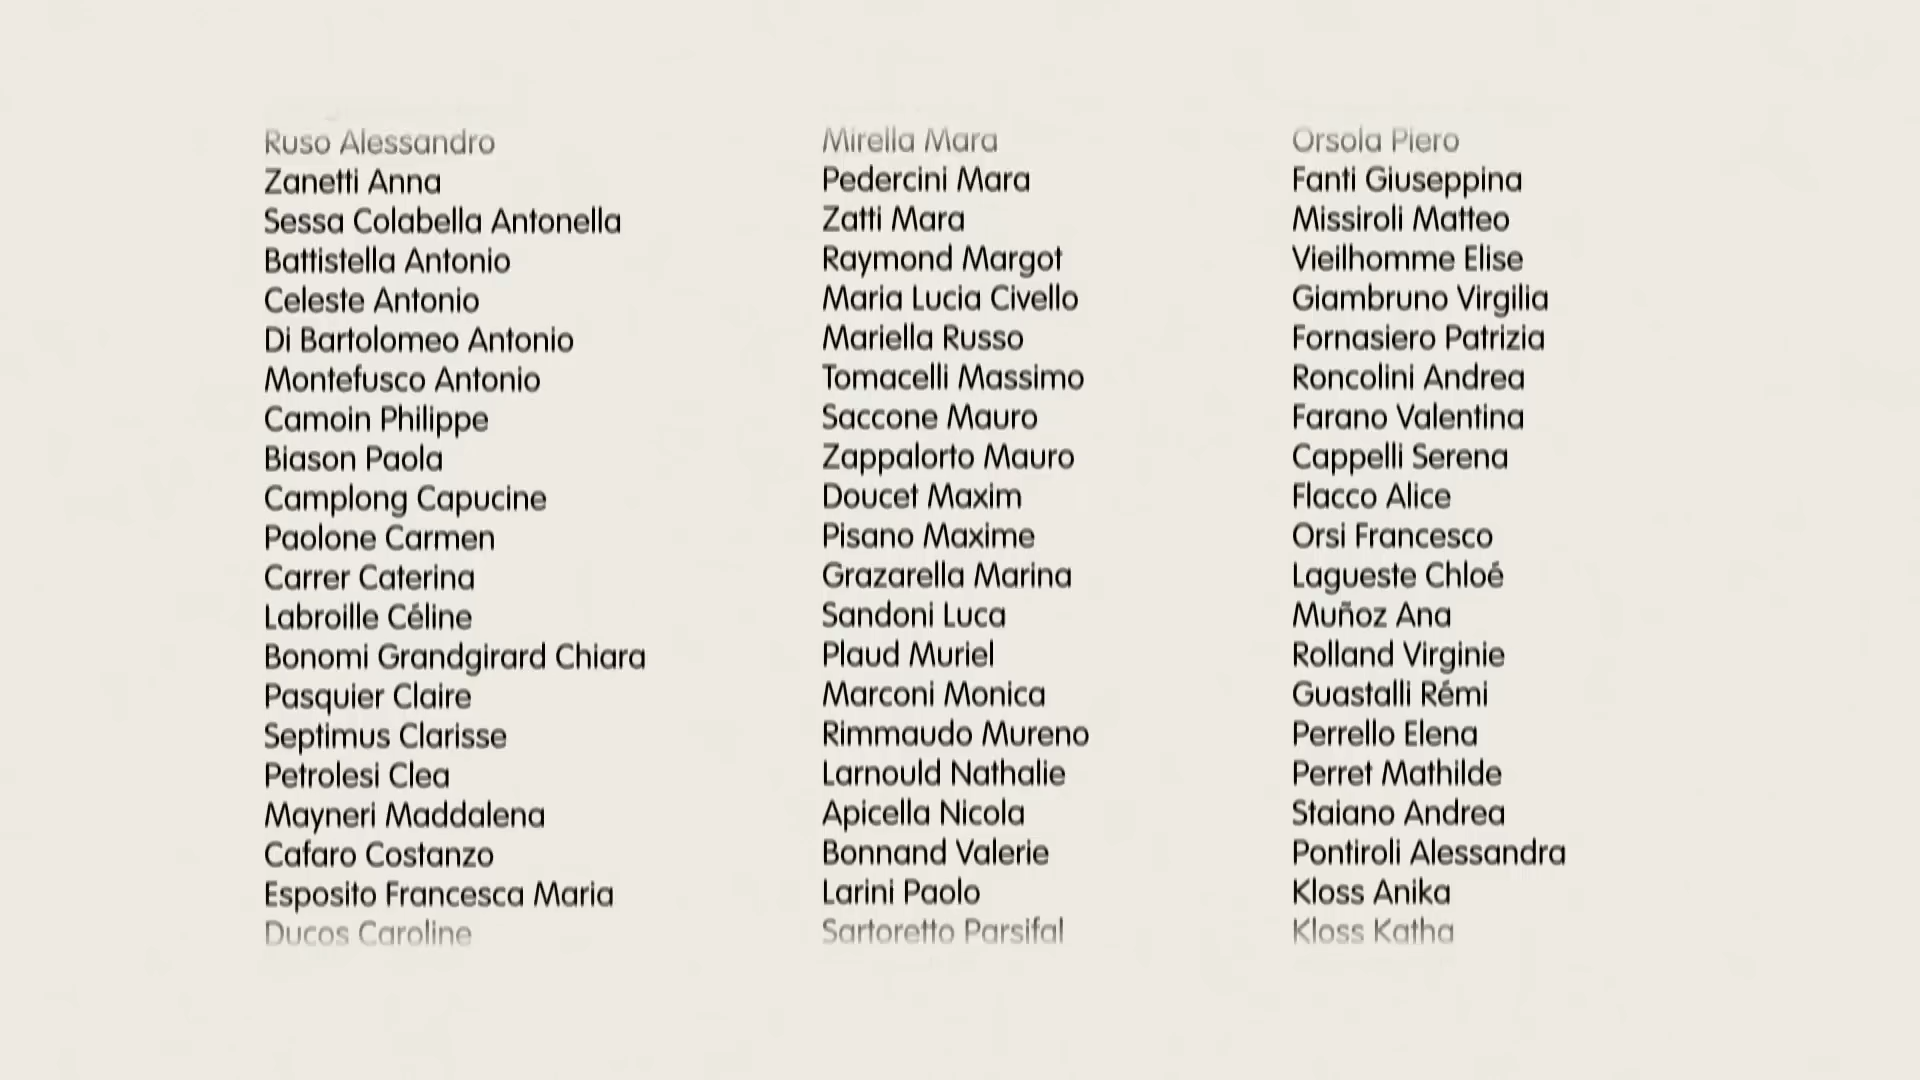 Ruso Alessandro
Zanetti Anna
Sessa Colabella Antonella
Battistella Antonio
Celeste Antonio
Di Bartolomeo Antonio
Montefusco Antonio
Camoin Philippe
Biason Paola
Camplong Capucine
Paolone Carmen
Carrer Caterina
Labroille Céline
Bonomi Grandgirard Chiara
Pasquier Claire
Septimus Clarisse
Petrolesi Clea
Mayneri Maddalena
Cafaro Costanzo
Esposito Francesca Maria
Ducos Caroline
Mirella Mara
Pedercini Mara
Zatti Mara
Raymond Margot
Maria Lucia Civello
Mariella Russo
Tomacelli Massimo
Saccone Mauro
Zappalorto Mauro
Doucet Maxim
Pisano Maxime
Grazarella Marina
Sandoni Luca
Plaud Muriel
Marconi Monica
Rimmaudo Mureno
Larnould Nathalie
Apicella Nicola
Bonnand Valerie
Larini Paolo
Sartoretto Parsifal
Orsola Piero
Fanti Giuseppina
Missiroli Matteo
Vieilhomme Elise
Giambruno Virgilia
Fornasiero Patrizia
Roncolini Andrea
Farano Valentina
Cappelli Serena
Flacco Alice
Orsi Francesco
Lagueste Chloé
Muñoz Ana
Rolland Virginie
Guastalli Rémi
Perrello Elena
Perret Mathilde
Staiano Andrea
Pontiroli Alessandra
Kloss Anika
Kloss Katha